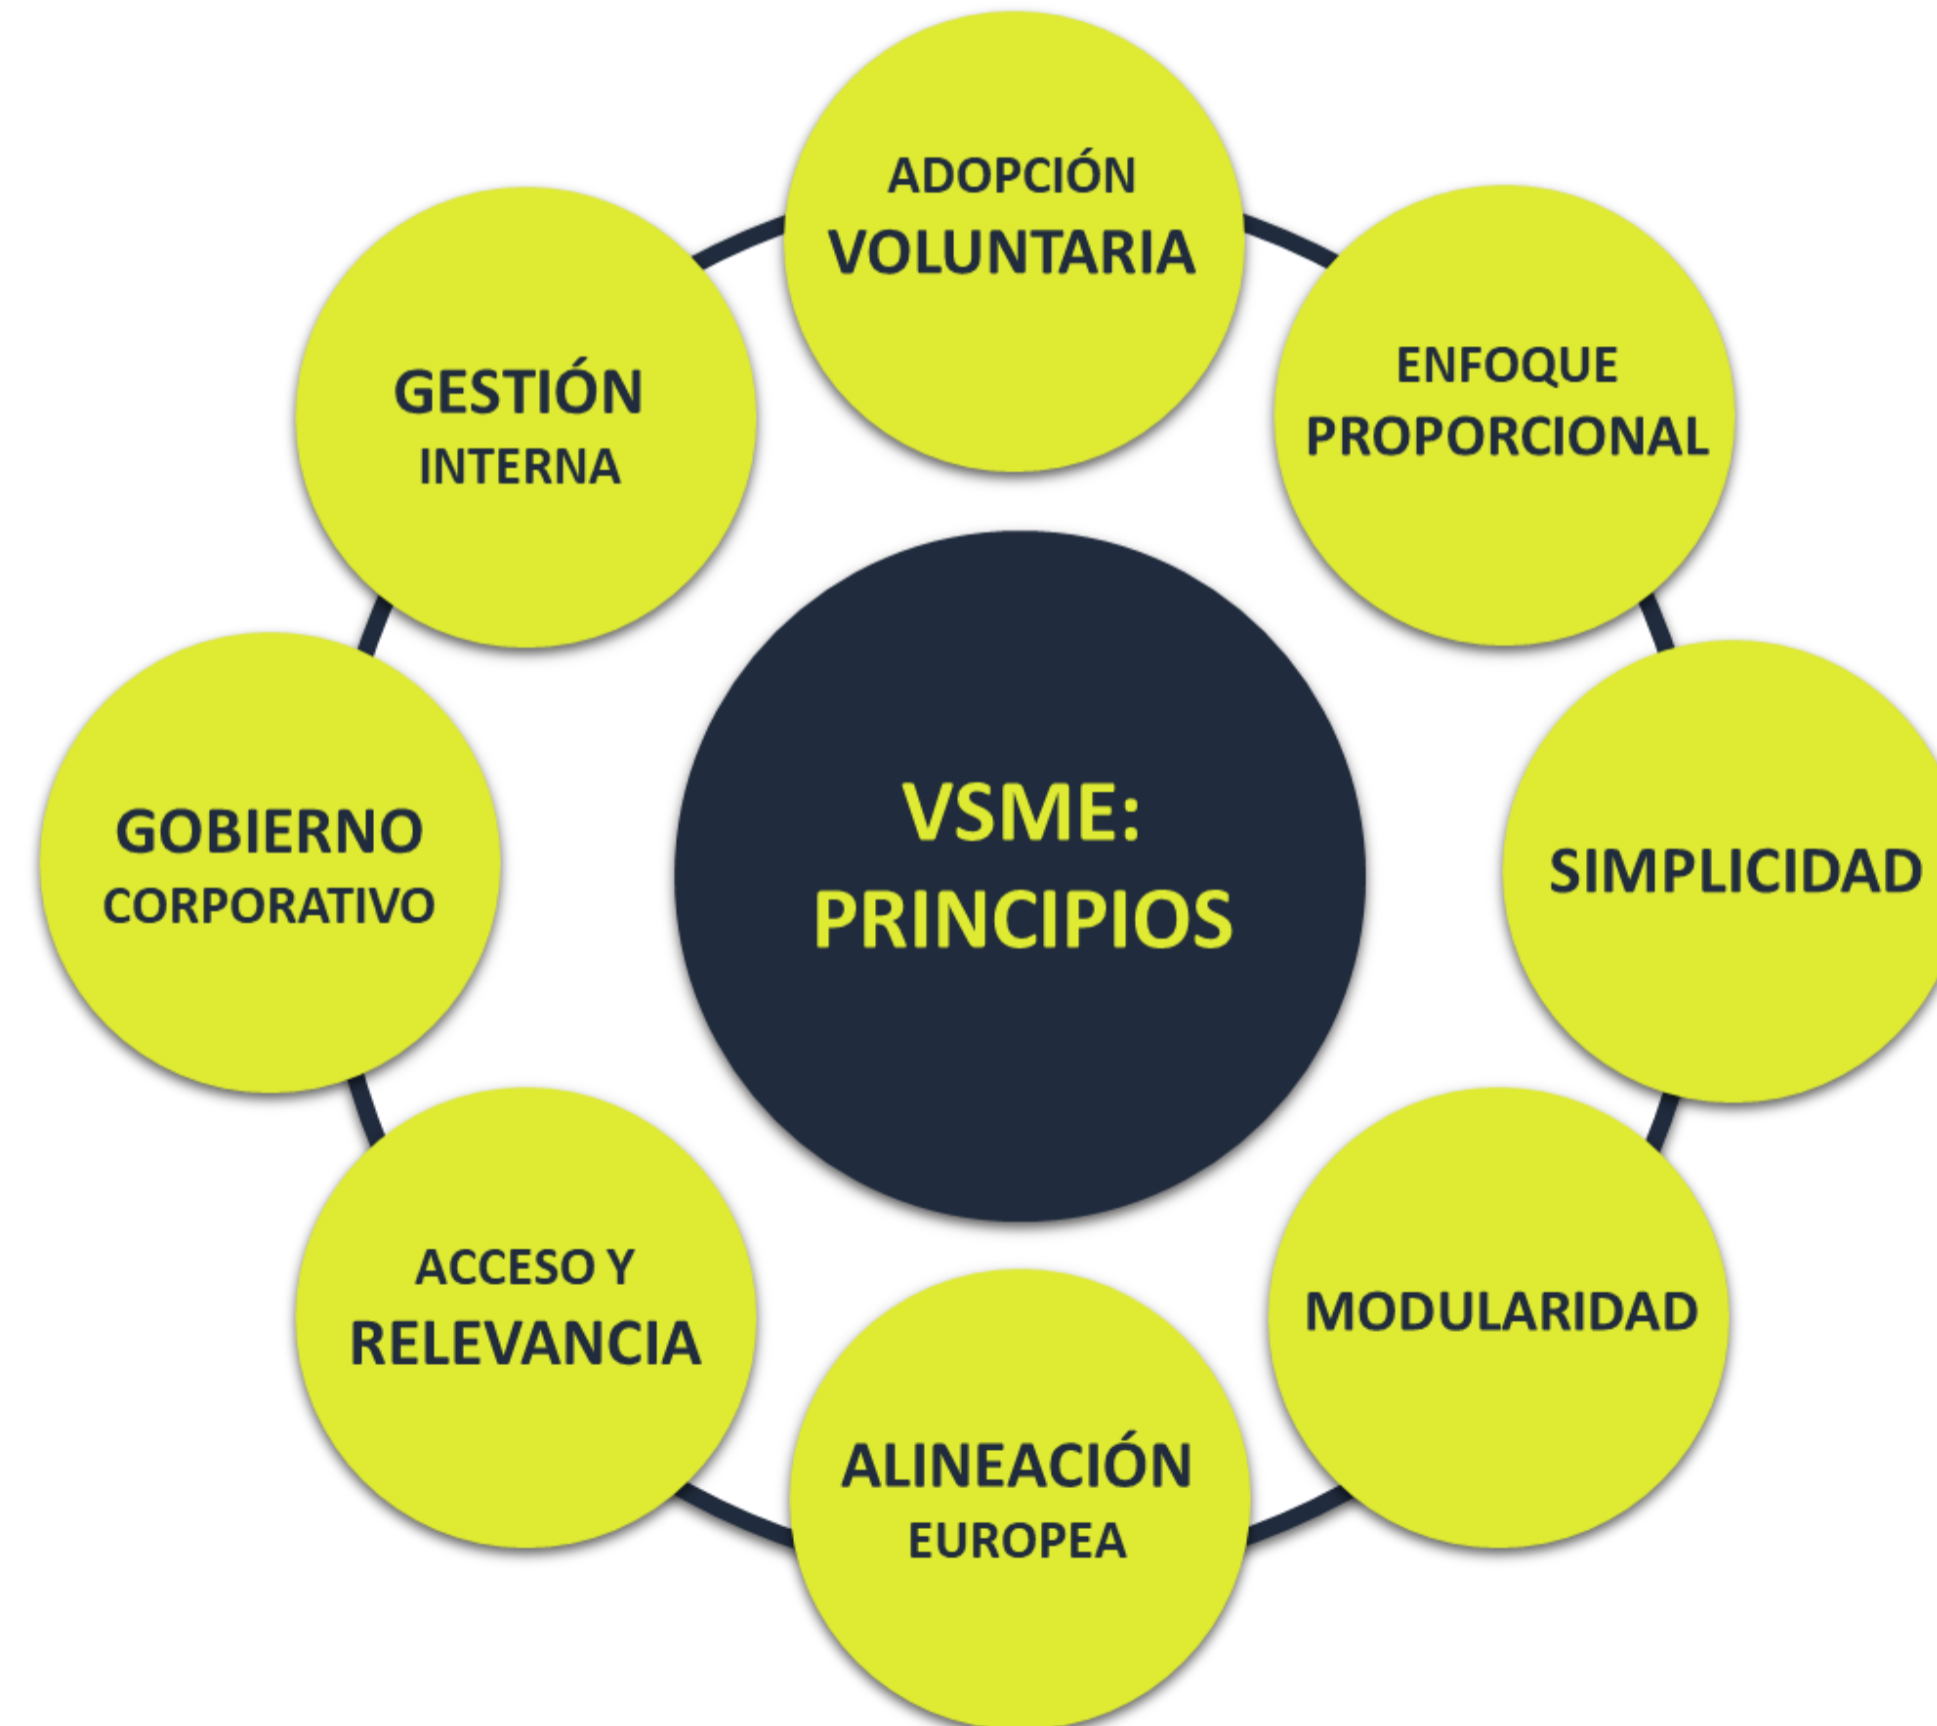 ADOPCIÓN
VOLUNTARIA
ENFOQUE
PROPORCIONAL
SIMPLICIDAD
MODULARIDAD
ALINEACIÓN
EUROPEA
ACCESO Y
RELEVANCIA
GOBIERNO
CORPORATIVO
GESTIÓN
INTERNA
VSME:
PRINCIPIOS